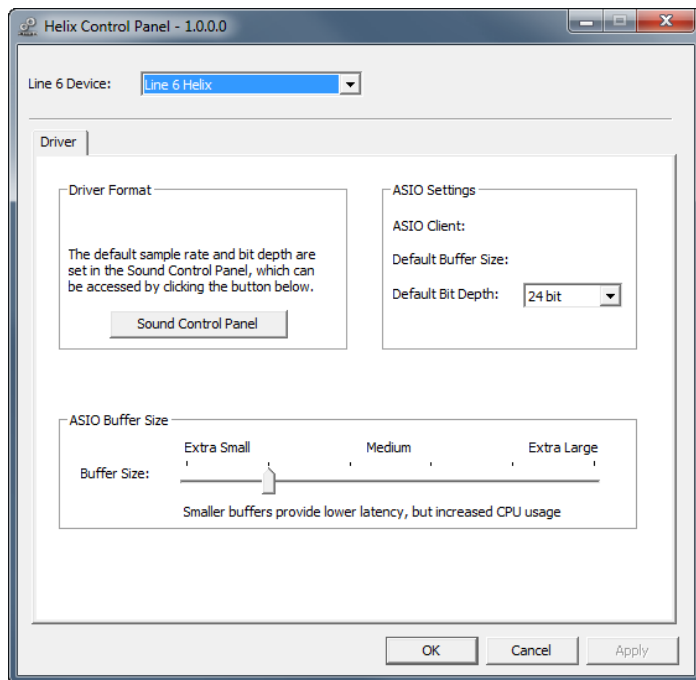 Helix Control Panel - 1.0.0.0
Line 6 Device:
Line 6 Helix
Driver
Driver Format
The default sample rate and bit depth are
set in the Sound Control Panel, which can
be accessed by clicking the button below.
Sound Control Panel
ASIO Settings
ASIO Client:
Default Buffer Size:
Default Bit Depth:
24 bit
ASIO Buffer Size
Extra Small
Medium
Extra Large
Buffer Size:
Smaller buffers provide lower latency, but increased CPU usage
OK
Cancel
Apply